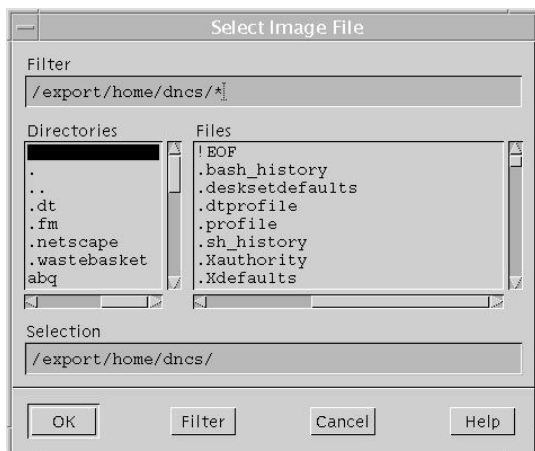 Select Image File
Filter
/export/home/dncs/*
Directories
.
..
.dt
.fm
.netscape
.wastebasket
abq
Files
!EOF
.bash_history
.desksetdefaults
.dtprofile
.profile
.sh_history
.Xauthority
.Xdefaults
Selection
/export/home/dncs/
OK
Filter
Cancel
Help